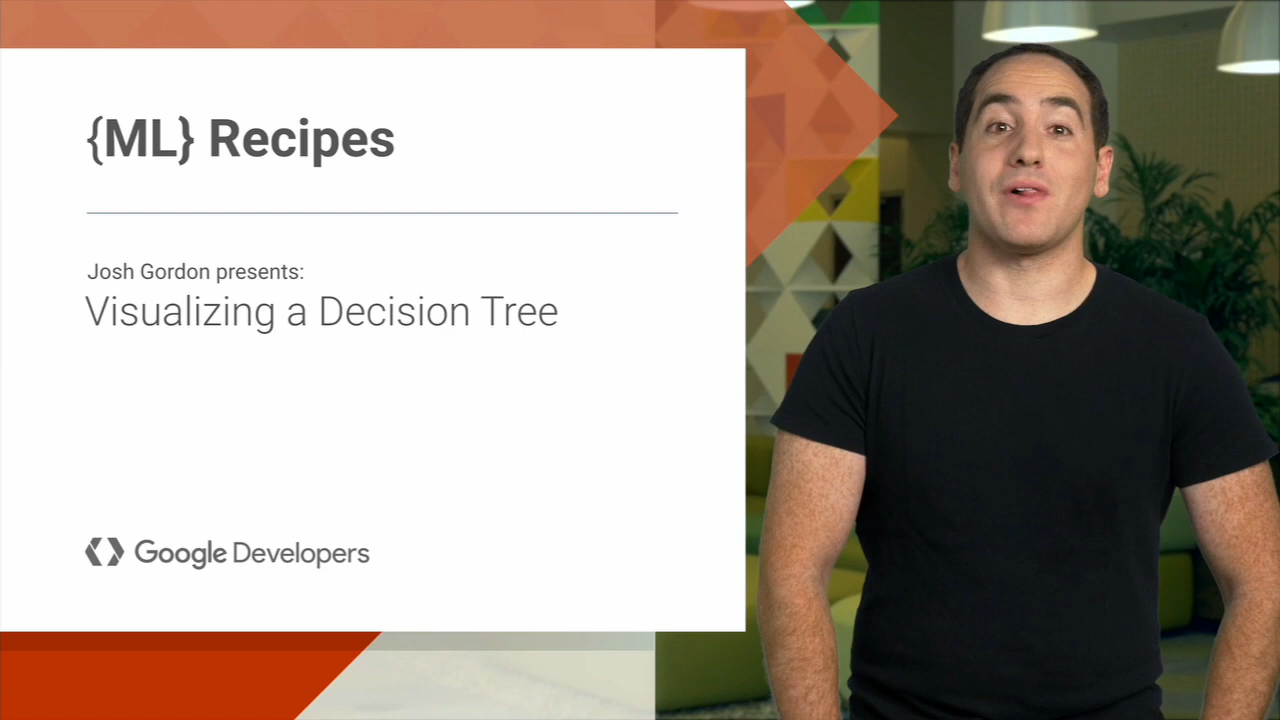 {ML} Recipes
Josh Gordon presents:
Visualizing a Decision Tree
Google Developers